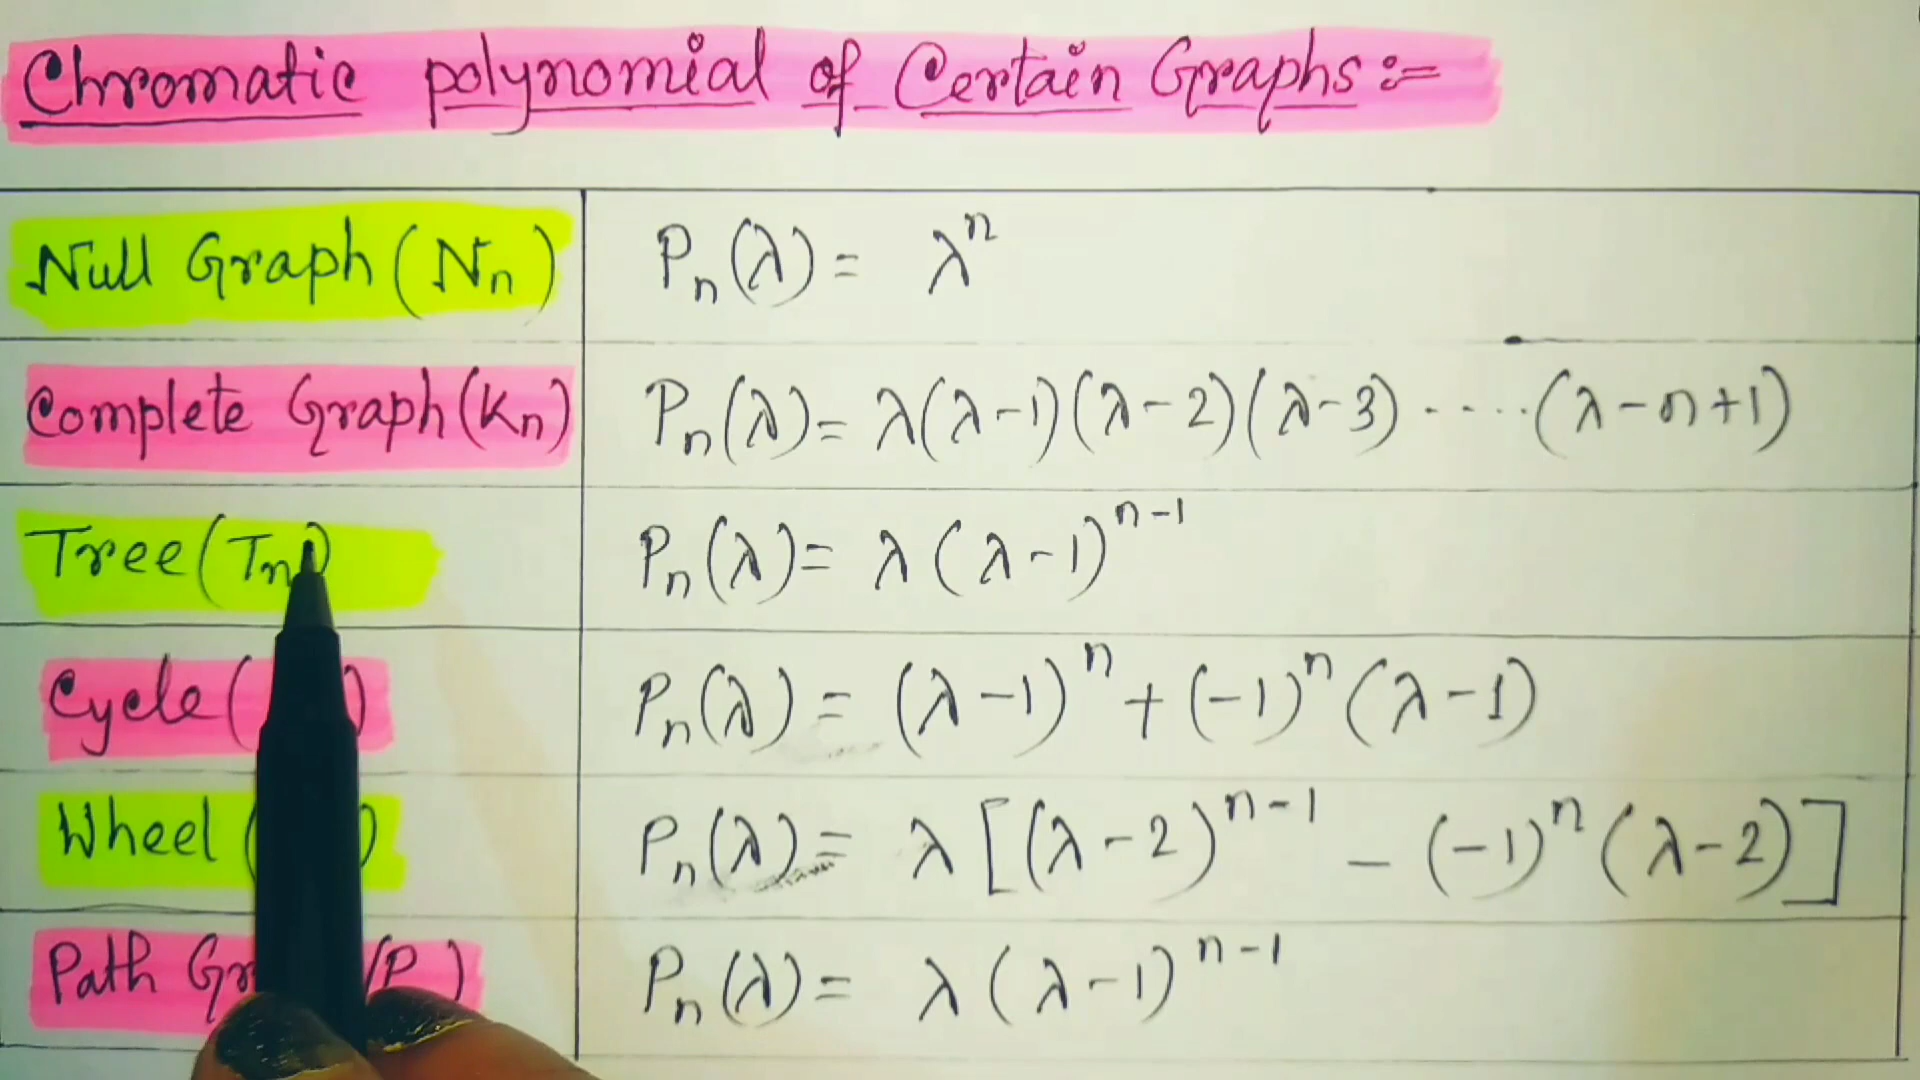 Chromatic polynomial of Certain Graphs :-
Null Graph (Nn) Pn(λ) = λ^n
Complete Graph (Kn) Pn(λ) = λ(λ-1)(λ-2)(λ-3) ..... (λ-n+1)
Tree (Tn) Pn(λ) = λ(λ-1)^n-1
Cycle ( ) Pn(λ) = (λ-1)^n + (-1)^n (λ-1)
Wheel ( ) Pn(λ) = λ[(λ-2)^n-1 - (-1)^n (λ-2)]
Path (P ) Pn(λ) = λ(λ-1)^n-1